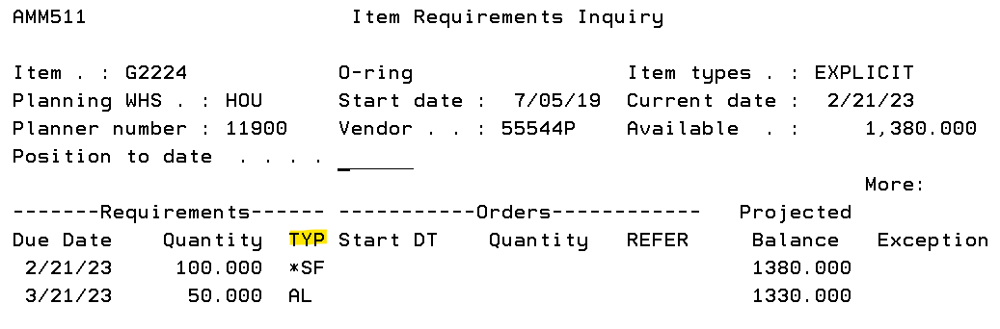 AMM511 Item Requirements Inquiry
Item . : G2224 O-ring Item types . : EXPLICIT
Planning WHS . : HOU Start date : 7/05/19 Current date : 2/21/23
Planner number : 11900 Vendor . . : 55544P Available . : 1,380.000
Position to date . . . . _______
More:
-------Requirements------ -----------Orders------------ Projected
Due Date Quantity TYP Start DT Quantity REFER Balance Exception
2/21/23 100.000 *SF 1380.000
3/21/23 50.000 AL 1330.000